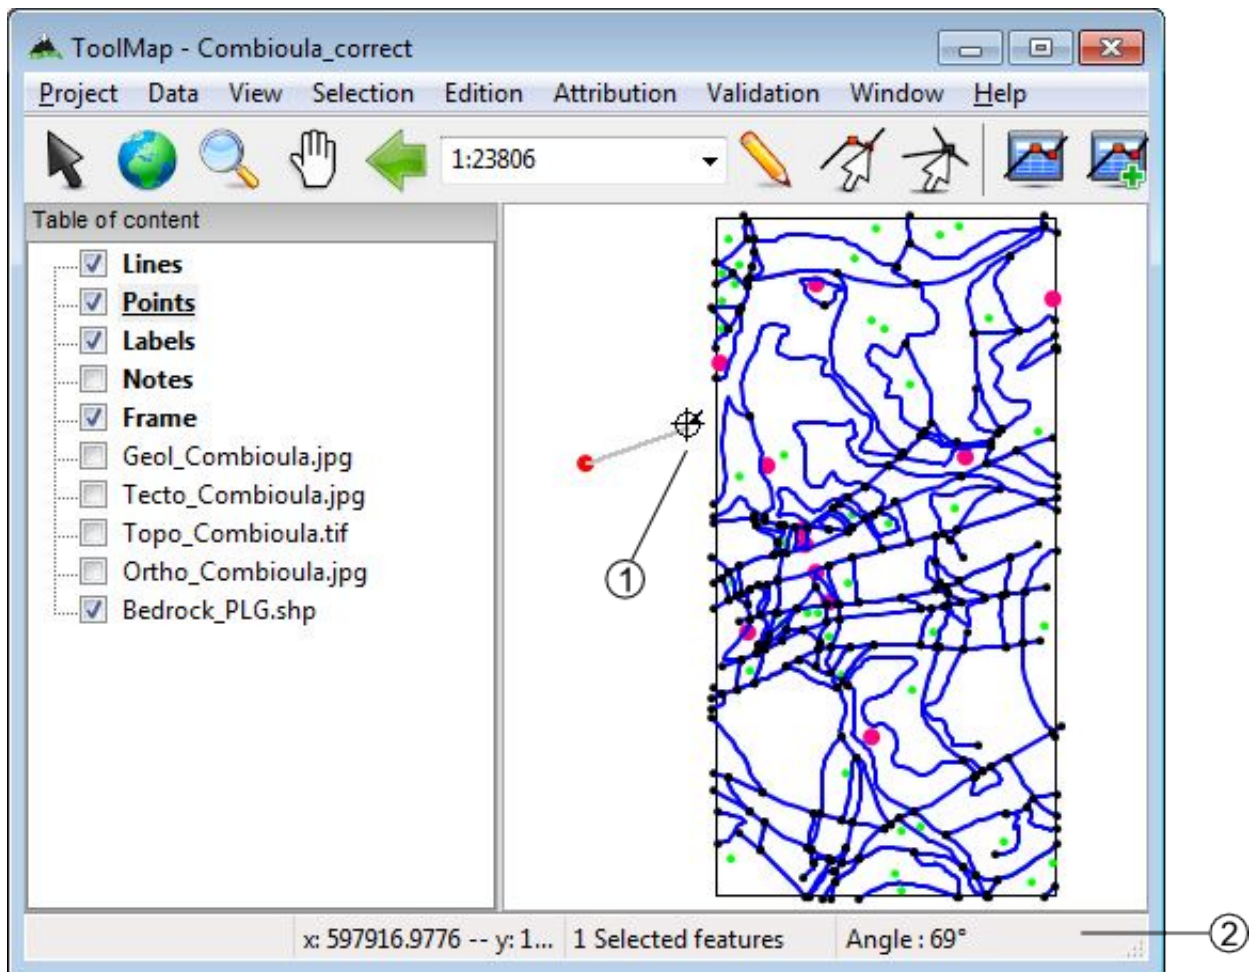 ToolMap - Combioula_correct
Project Data View Selection Edition Attribution Validation Window Help
1:23806
Table of content
Lines
Points
Labels
Notes
Frame
Geol_Combioula.jpg
Tecto_Combioula.jpg
Topo_Combioula.tif
Ortho_Combioula.jpg
Bedrock_PLG.shp
1
x: 597916.9776 -- y: 1... 1 Selected features Angle : 69° 2